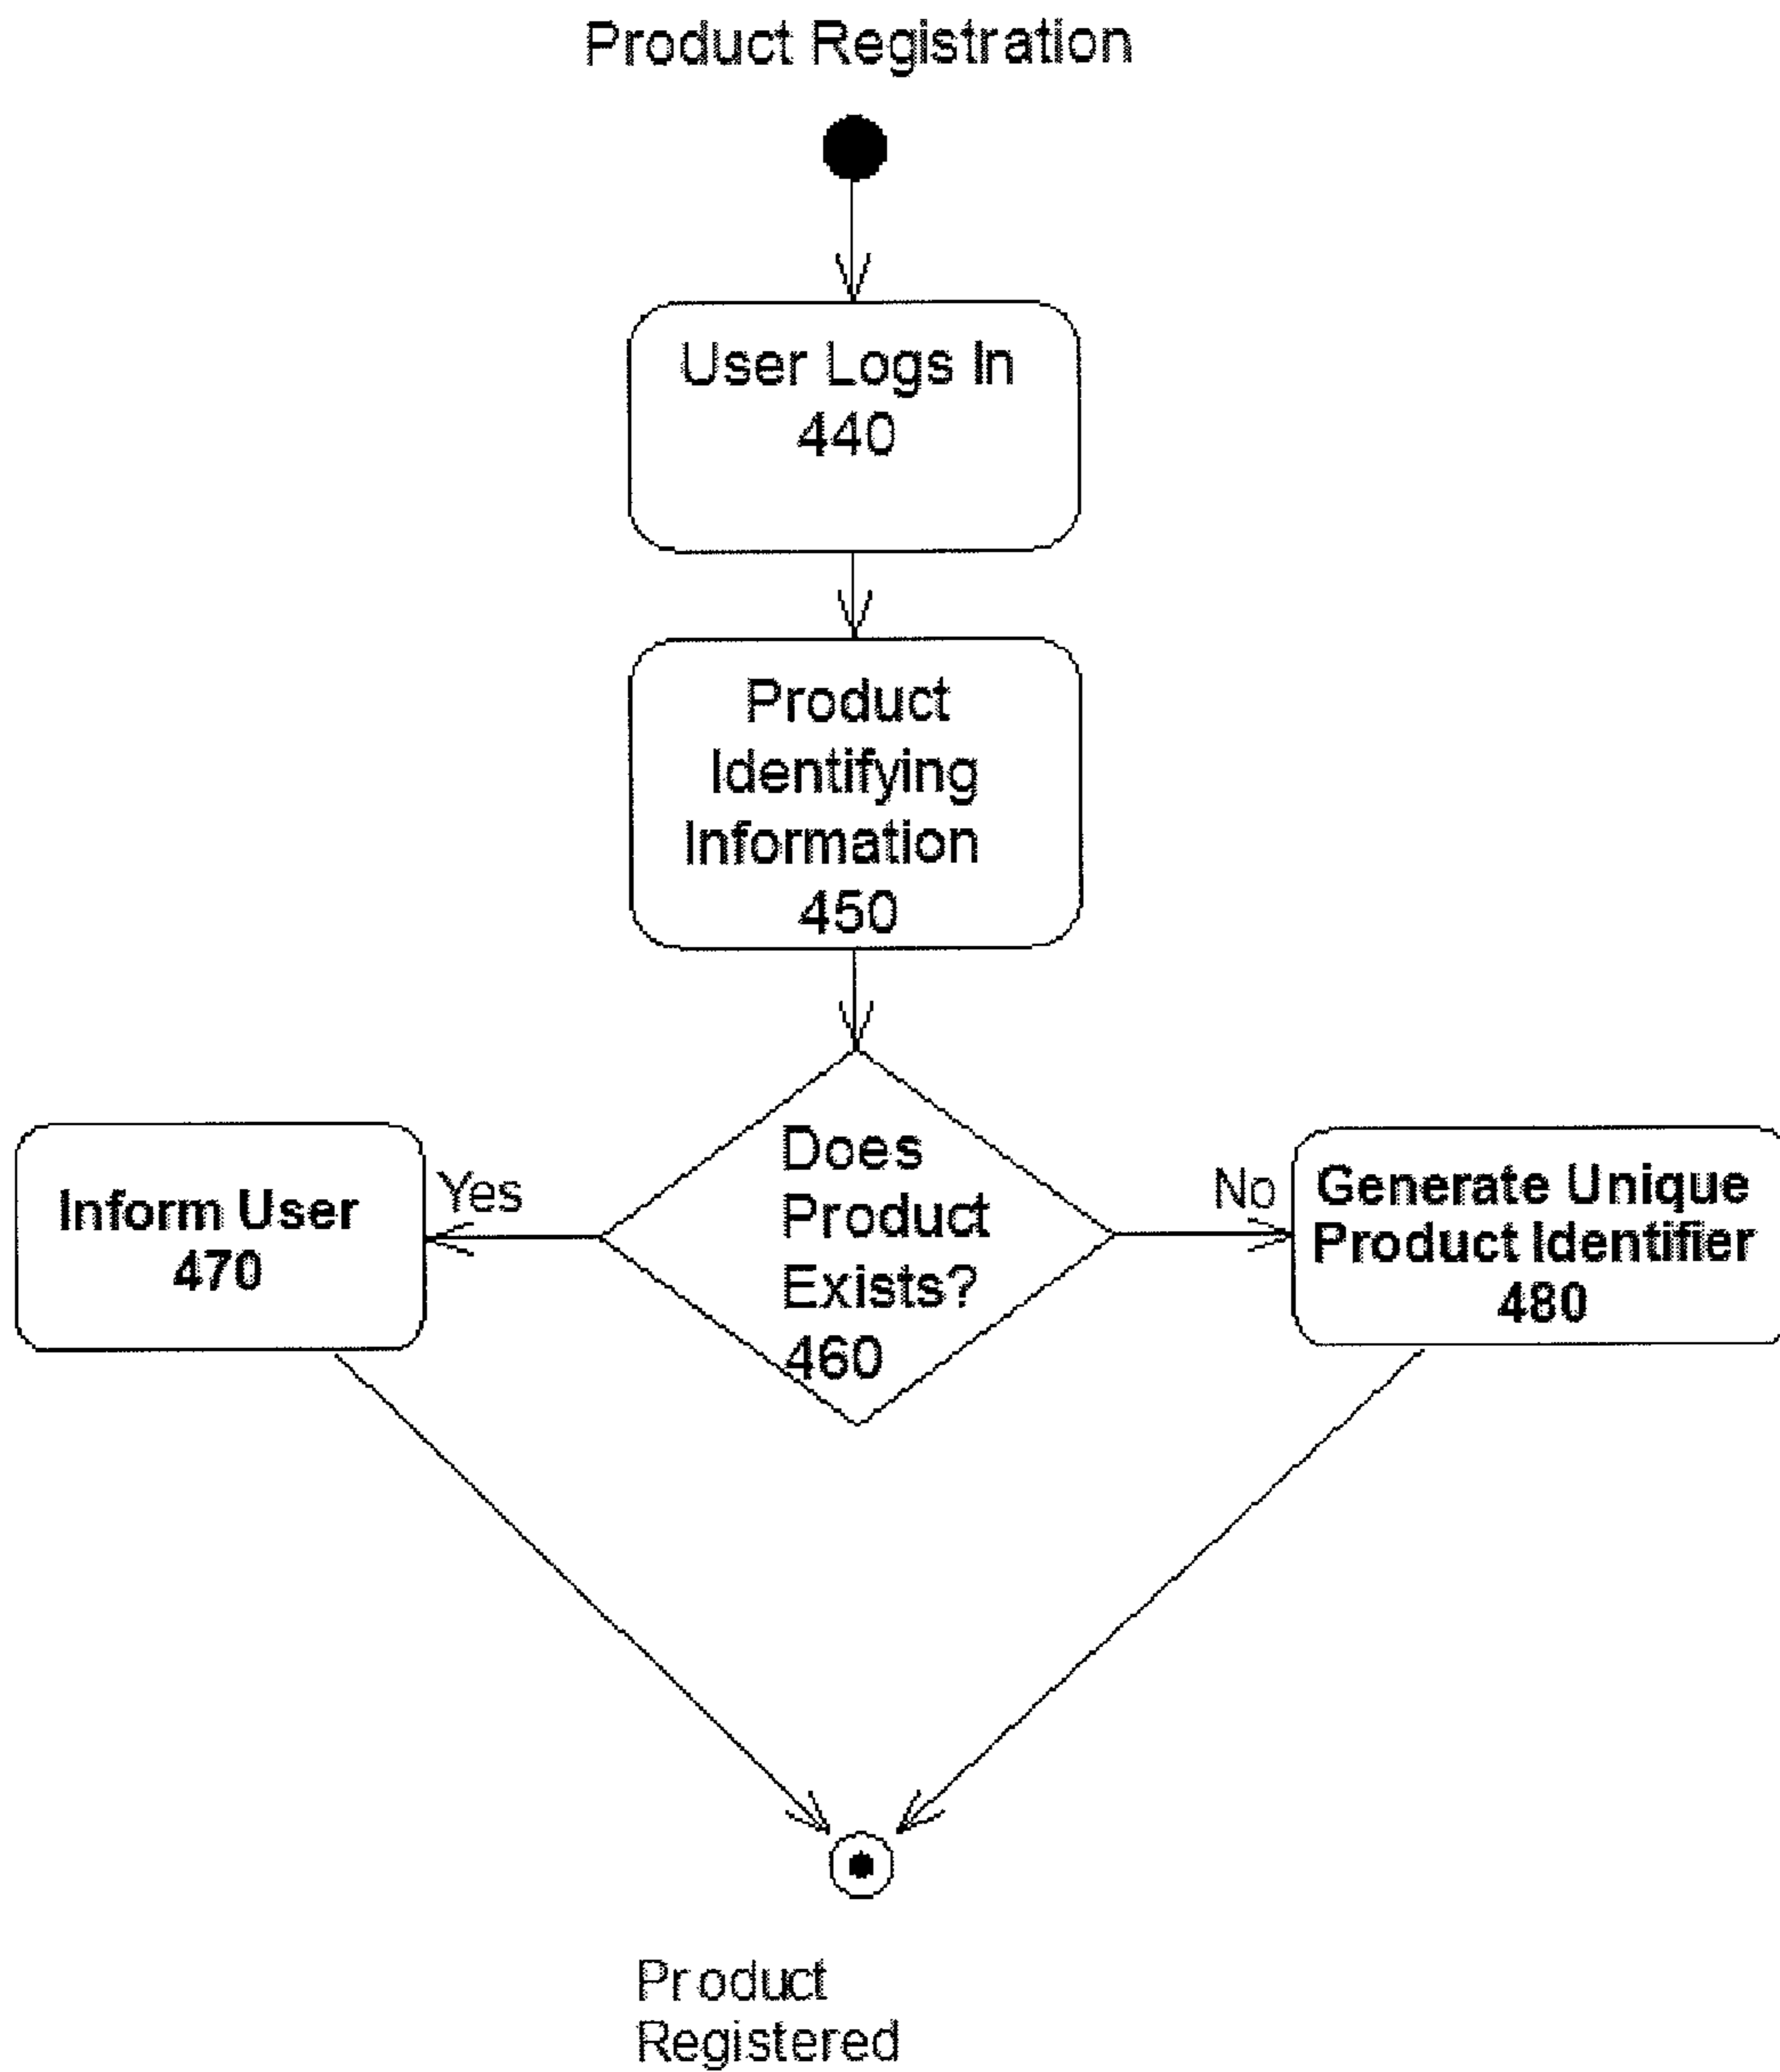 Product Registration
User Logs In
440
Product
Identifying
Information
450
Does
Product
Exists?
460
Yes
No
Inform User
470
Generate Unique
Product Identifier
480
Product
Registered